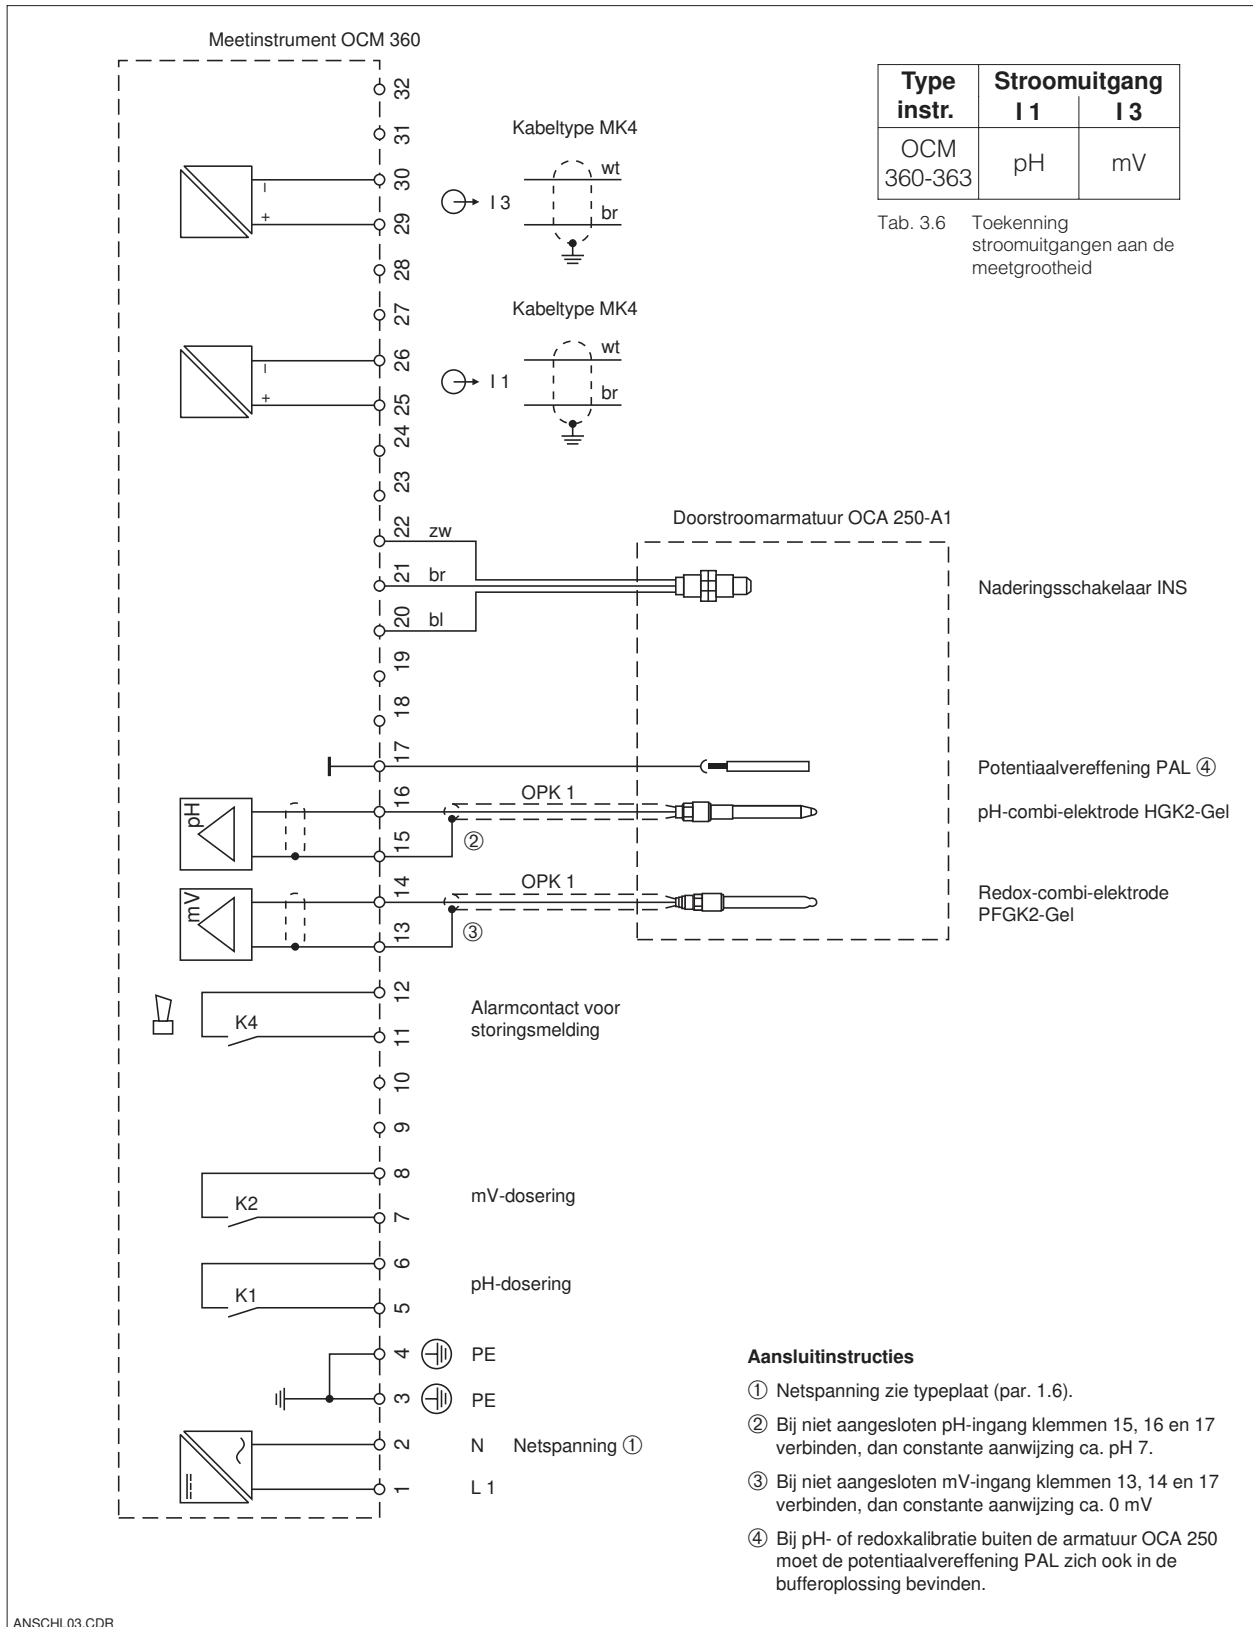 Meetinstrument OCM 360
Type instr.
Stroomuitgang
I 1
I 3
OCM
360-363
pH
mV
Tab. 3.6 Toekenning
stroomuitgangen aan de
meetgrootheid
32
31
Kabeltype MK4
30
–
wt
I 3
29
+
br
28
27
Kabeltype MK4
26
–
wt
I 1
25
+
br
24
23
Doorstroomarmatuur OCA 250-A1
22
zw
21
br
Naderingsschakelaar INS
20
bl
19
18
17
Potentiaalvereffening PAL ④
pH
16
OPK 1
pH-combi-elektrode HGK2-Gel
15
②
mV
14
OPK 1
Redox-combi-elektrode
PFGK2-Gel
13
③
12
Alarmcontact voor
storingsmelding
K4
11
10
9
8
K2
mV-dosering
7
6
K1
pH-dosering
5
4
PE
3
PE
2
N Netspanning ①
1
L 1
Aansluitinstructies
① Netspanning zie typeplaat (par. 1.6).
② Bij niet aangesloten pH-ingang klemmen 15, 16 en 17
verbinden, dan constante aanwijzing ca. pH 7.
③ Bij niet aangesloten mV-ingang klemmen 13, 14 en 17
verbinden, dan constante aanwijzing ca. 0 mV
④ Bij pH- of redoxkalibratie buiten de armatuur OCA 250
moet de potentiaalvereffening PAL zich ook in de
bufferoplossing bevinden.
ANSCHL03.CDR